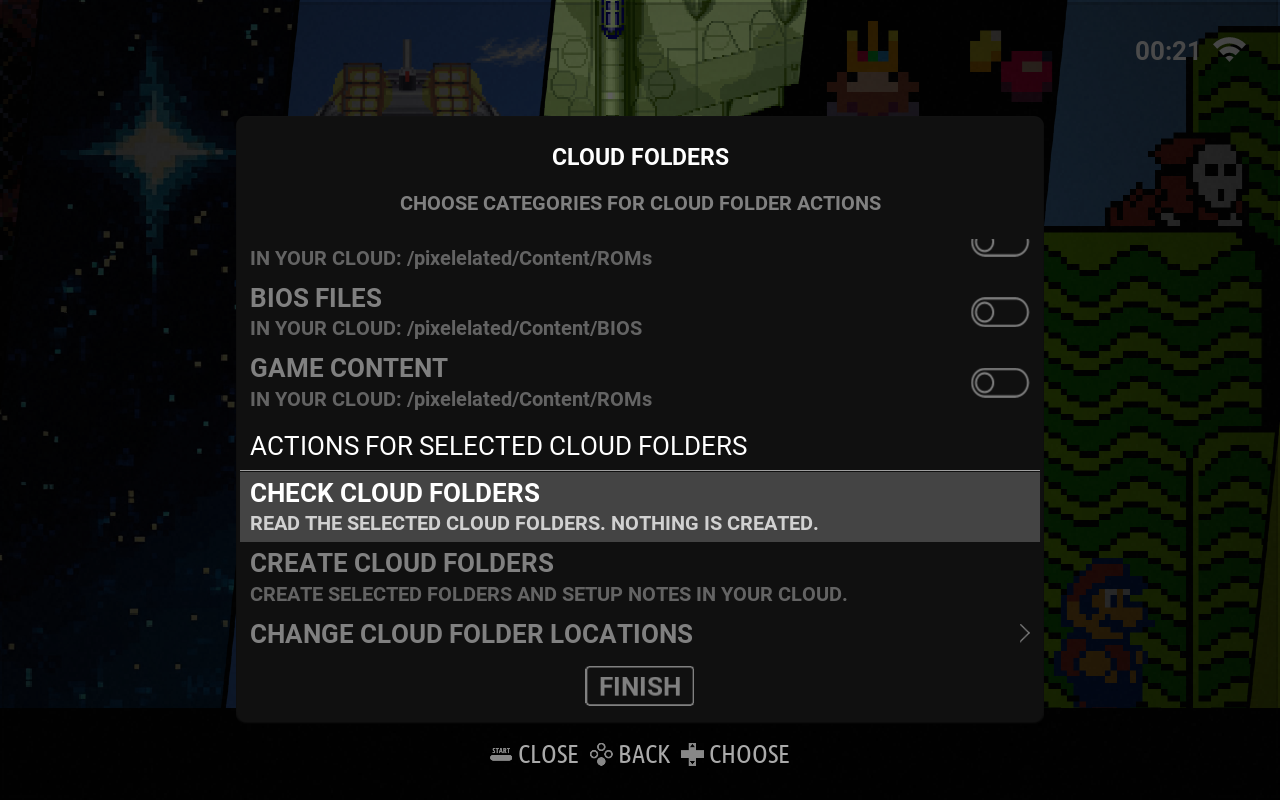 00:21
CLOUD FOLDERS
CHOOSE CATEGORIES FOR CLOUD FOLDER ACTIONS
IN YOUR CLOUD: /pixelelated/Content/ROMs
BIOS FILES
IN YOUR CLOUD: /pixelelated/Content/BIOS
GAME CONTENT
IN YOUR CLOUD: /pixelelated/Content/ROMs
ACTIONS FOR SELECTED CLOUD FOLDERS
CHECK CLOUD FOLDERS
READ THE SELECTED CLOUD FOLDERS. NOTHING IS CREATED.
CREATE CLOUD FOLDERS
CREATE SELECTED FOLDERS AND SETUP NOTES IN YOUR CLOUD.
CHANGE CLOUD FOLDER LOCATIONS
FINISH
START CLOSE BACK CHOOSE